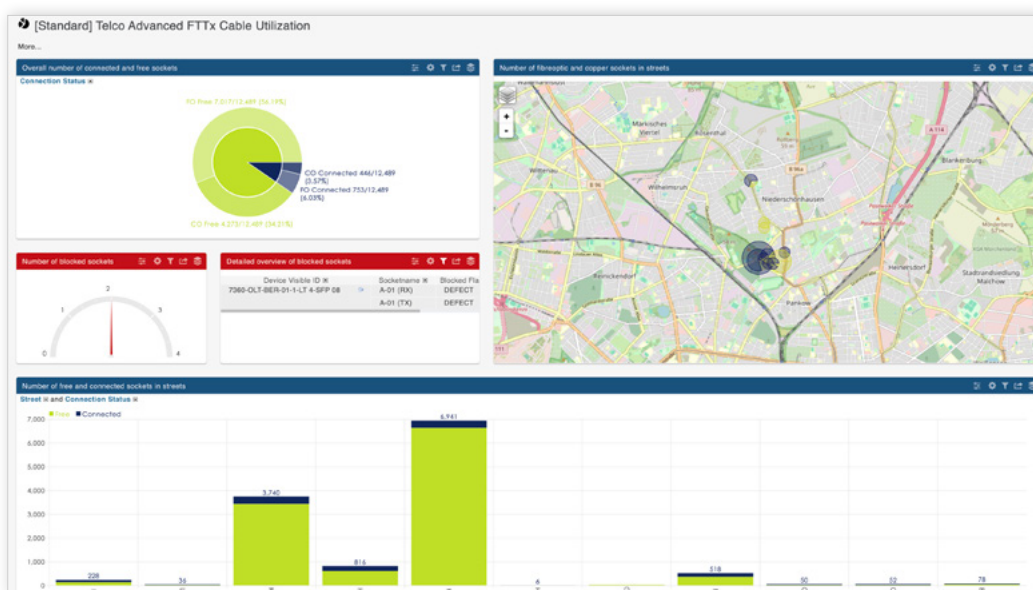 [Standard] Telco Advanced FTTx Cable Utilization
More...
Overall number of connected and free sockets
Connection Status
FO Free 7,017/12,489 (56.19%)
CO Connected 446/12,489
(3.57%)
FO Connected 753/12,489
(6.03%)
CO Free 4,273/12,489 (34.21%)
Number of fibreoptic and copper sockets in streets
+
-
Märkisches
Viertel
Rosenthal
A 114
Blankenburg
Wittenau
B 96
B 96a
Wilhelmsruh
Niederschönhausen
Reinickendorf
Heinersdorf
Stadtrandsiedlung
Malchow
Pankow
111
Number of blocked sockets
0
1
2
3
4
Detailed overview of blocked sockets
Device Visible ID Socketname Blocked Fla
7360-OLT-BER-01-1-LT 4-SFP 08 A-01 (RX) DEFECT
A-01 (TX) DEFECT
Number of free and connected sockets in streets
Street and Connection Status
Free Connected
7,000
6,000
5,000
4,000
3,000
2,000
1,000
0
228
36
3,740
816
6,941
6
518
50
52
78